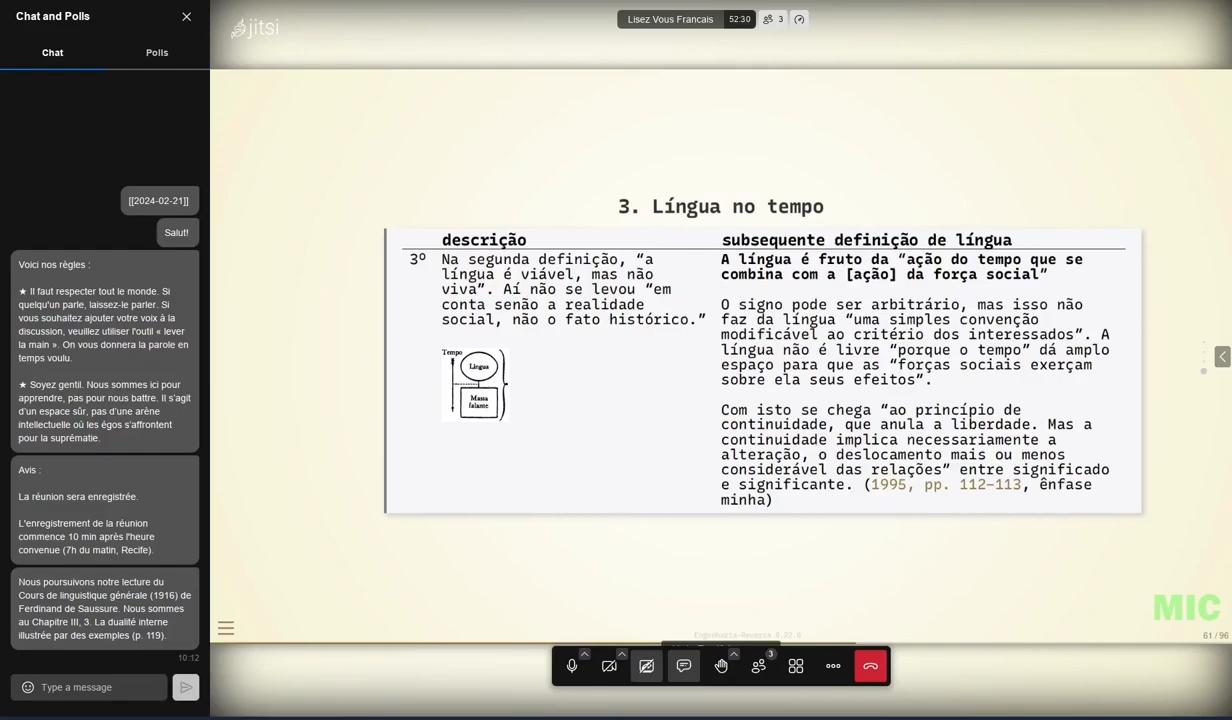 Chat and Polls
Chat
Polls
[[2024-02-21]]
Salut!
Voici nos règles :
★ Il faut respecter tout le monde. Si
quelqu'un parle, laissez-le parler. Si
vous souhaitez ajouter votre voix à la
discussion, veuillez utiliser l'outil « lever
la main ». On vous donnera la parole en
temps voulu.
★ Soyez gentil. Nous sommes ici pour
apprendre, pas pour nous battre. Il s'agit
d'un espace sûr, pas d'une arène
intellectuelle où les égos s'affrontent
pour la suprématie.
Avis :
La réunion sera enregistrée.
L'enregistrement de la réunion
commence 10 min après l'heure
convenue (7h du matin, Recife).
Nous poursuivons notre lecture du
Cours de linguistique générale (1916) de
Ferdinand de Saussure. Nous sommes
au Chapitre III, 3. La dualité interne
illustrée par des exemples (p. 119).
10:12
Type a message
jitsi
Lisez Vous Francais
52:30
3
3. Língua no tempo
descrição
subsequente definição de língua
3º
Na segunda definição, “a
língua é viável, mas não
viva”. Aí não se levou “em
conta senão a realidade
social, não o fato histórico.”
Tempo
Língua
Massa
falante
A língua é fruto da “ação do tempo que se
combina com a [ação] da força social”
O signo pode ser arbitrário, mas isso não
faz da língua “uma simples convenção
modificável ao critério dos interessados”. A
língua não é livre “porque o tempo” dá amplo
espaço para que as “forças sociais exerçam
sobre ela seus efeitos”.
Com isto se chega “ao princípio de
continuidade, que anula a liberdade. Mas a
continuidade implica necessariamente a
alteração, o deslocamento mais ou menos
considerável das relações” entre significado
e significante. (1995, pp. 112–113, ênfase
minha)
MIC
61 / 96
Engenharia-Reversa 0.22.0
3